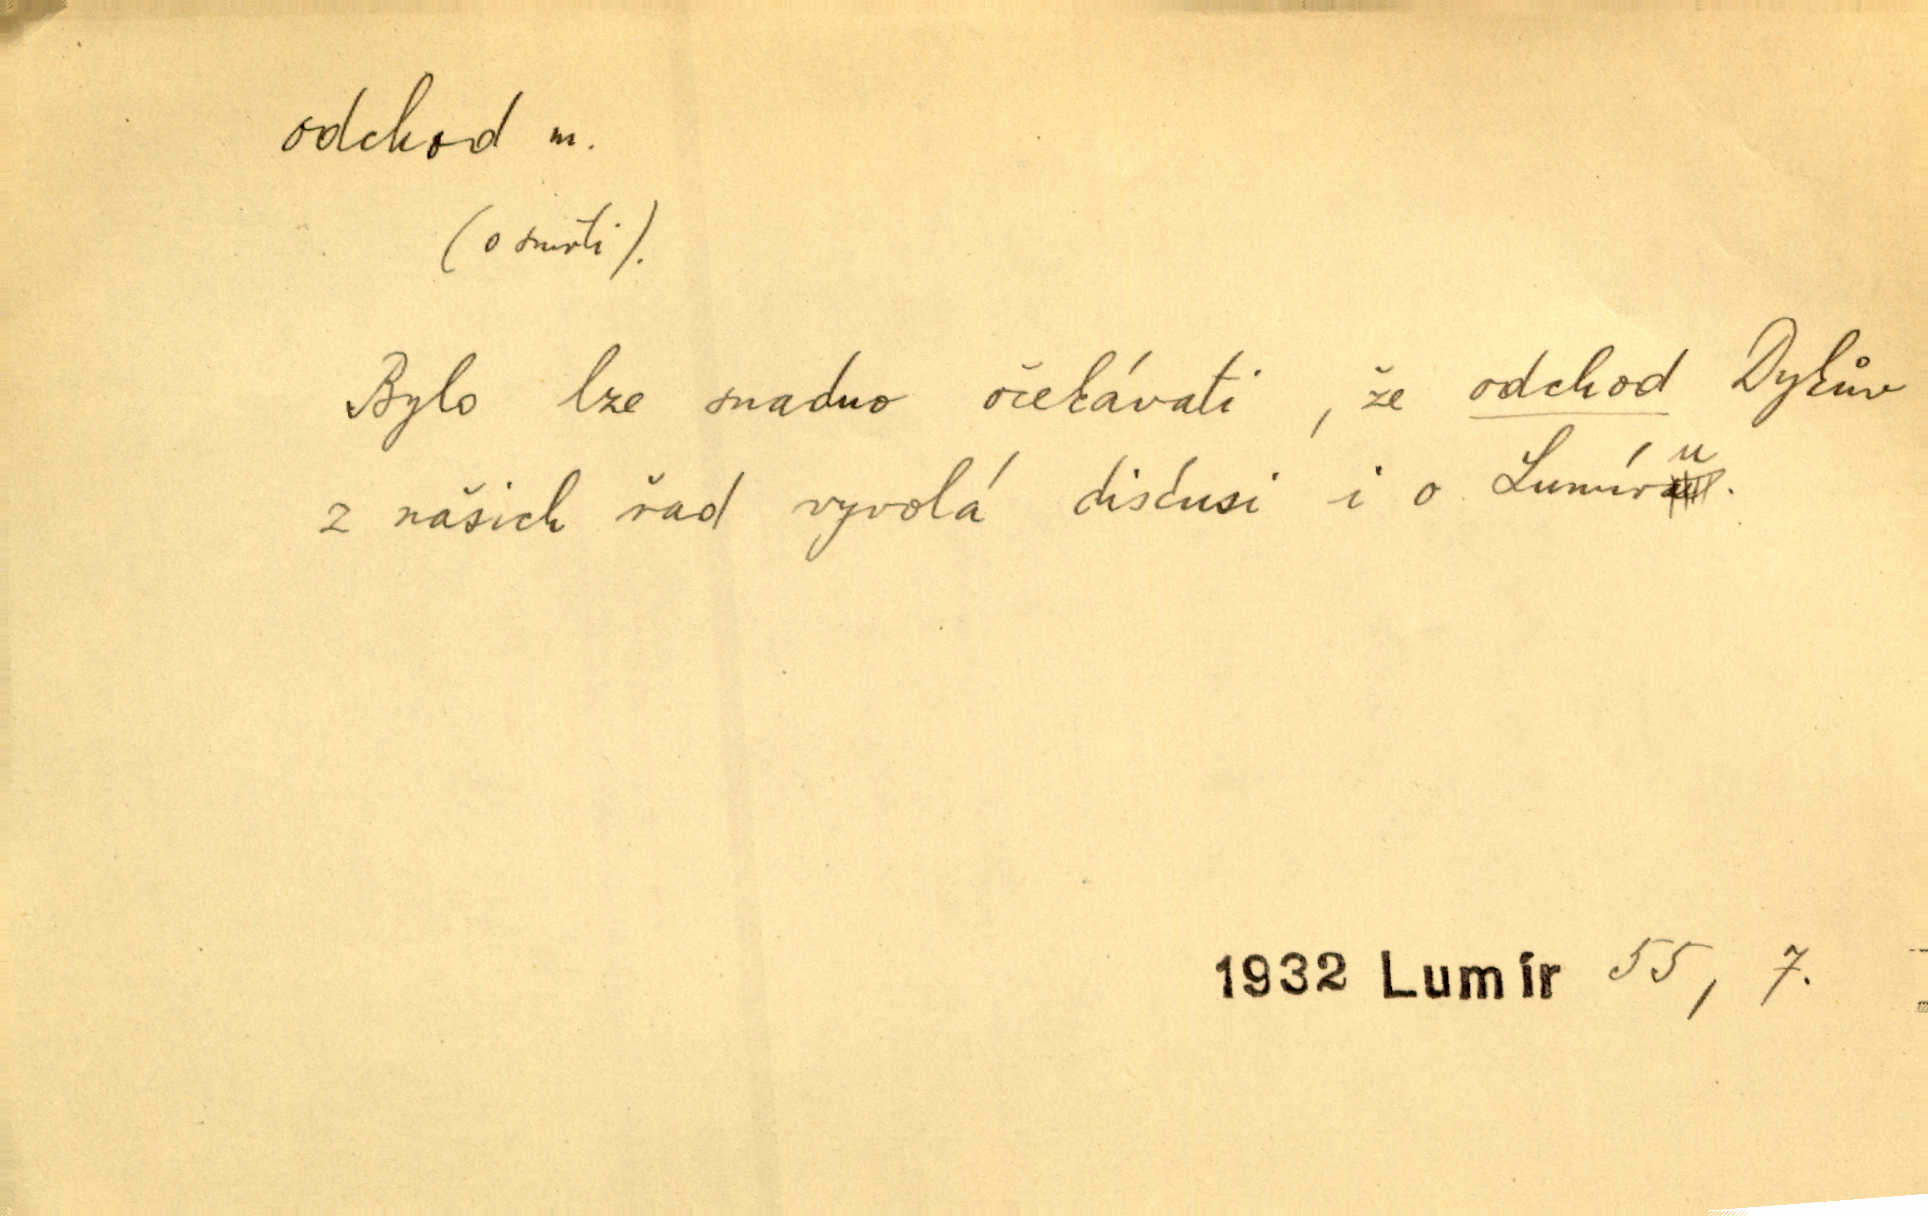 odchod m.
(o smrti).
Bylo lze snadno očekávati, že odchod Dykův
z našich řad vyvolá diskusi i o Lumíru.
1932 Lumír 55, 7.